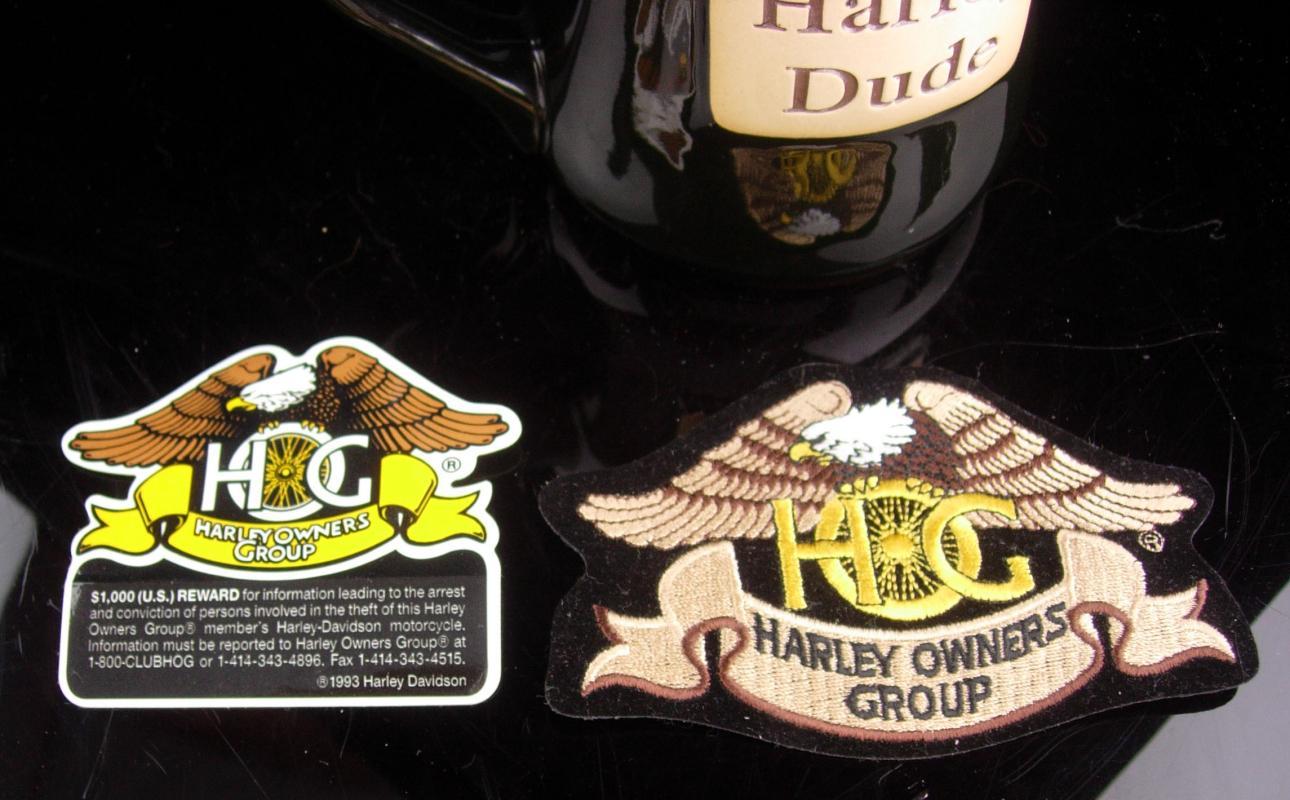 Dude
HOG
®
HARLEY OWNERS
GROUP
$1,000 (U.S.) REWARD for information leading to the arrest
and conviction of persons involved in the theft of this Harley
Owners Group® member's Harley-Davidson motorcycle.
Information must be reported to Harley Owners Group® at
1-800-CLUBHOG or 1-414-343-4896. Fax 1-414-343-4515.
®1993 Harley Davidson
HOG
®
HARLEY OWNERS
GROUP